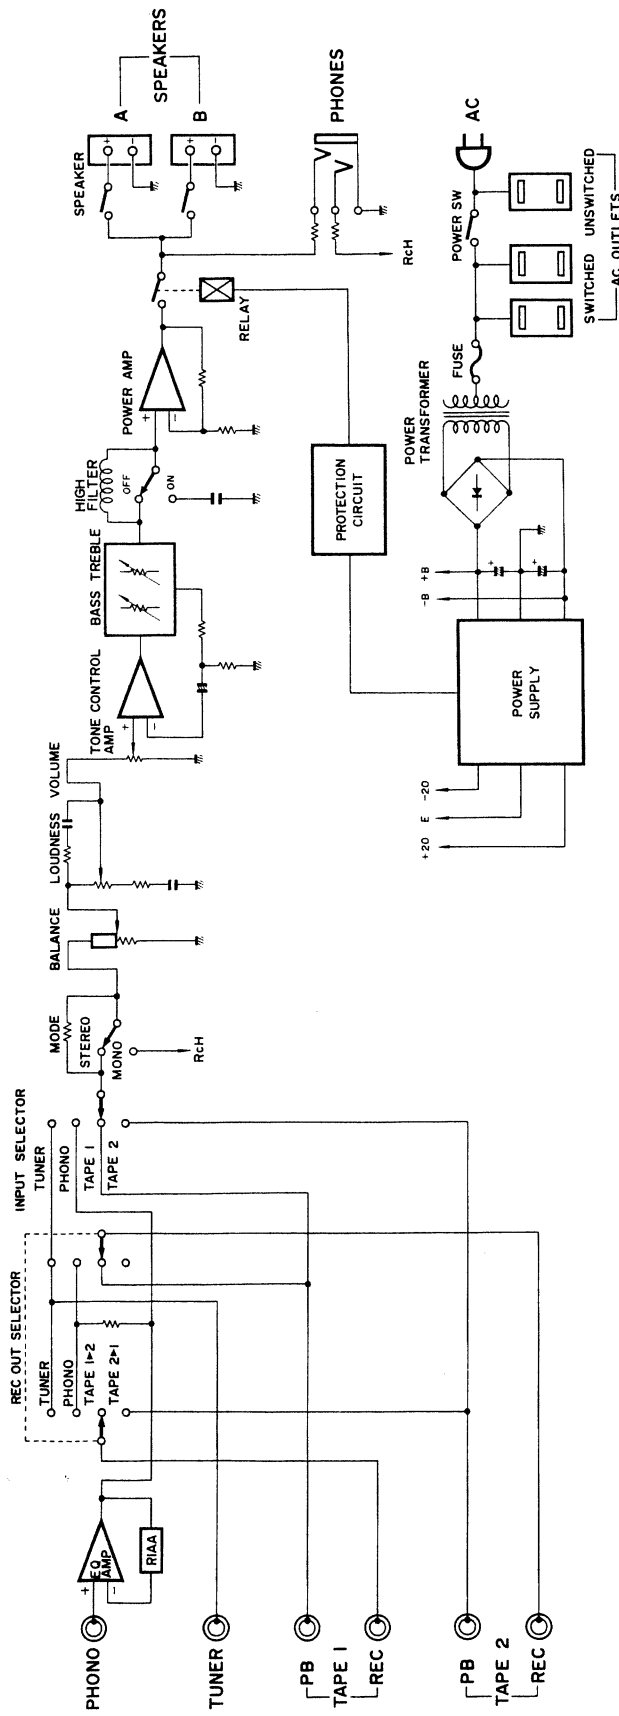 PHONO
TUNER
PB
TAPE 1
REC
PB
TAPE 2
REC
+
EQ
AMP
-
RIAA
REC OUT SELECTOR
TUNER
PHONO
TAPE 1▸2
TAPE 2▸1
INPUT SELECTOR
TUNER
PHONO
TAPE 1
TAPE 2
MODE
STEREO
MONO
RcH
BALANCE
LOUDNESS
VOLUME
TONE CONTROL
AMP
+
-
BASS TREBLE
HIGH
FILTER
OFF
ON
POWER AMP
+
-
RELAY
SPEAKER
+
-
A
+
-
B
SPEAKERS
PHONES
RcH
PROTECTION
CIRCUIT
+20
E
-20
POWER
SUPPLY
-B
+B
+
+
POWER
TRANSFORMER
FUSE
POWER SW
AC
SWITCHED
UNSWITCHED
AC OUTLETS